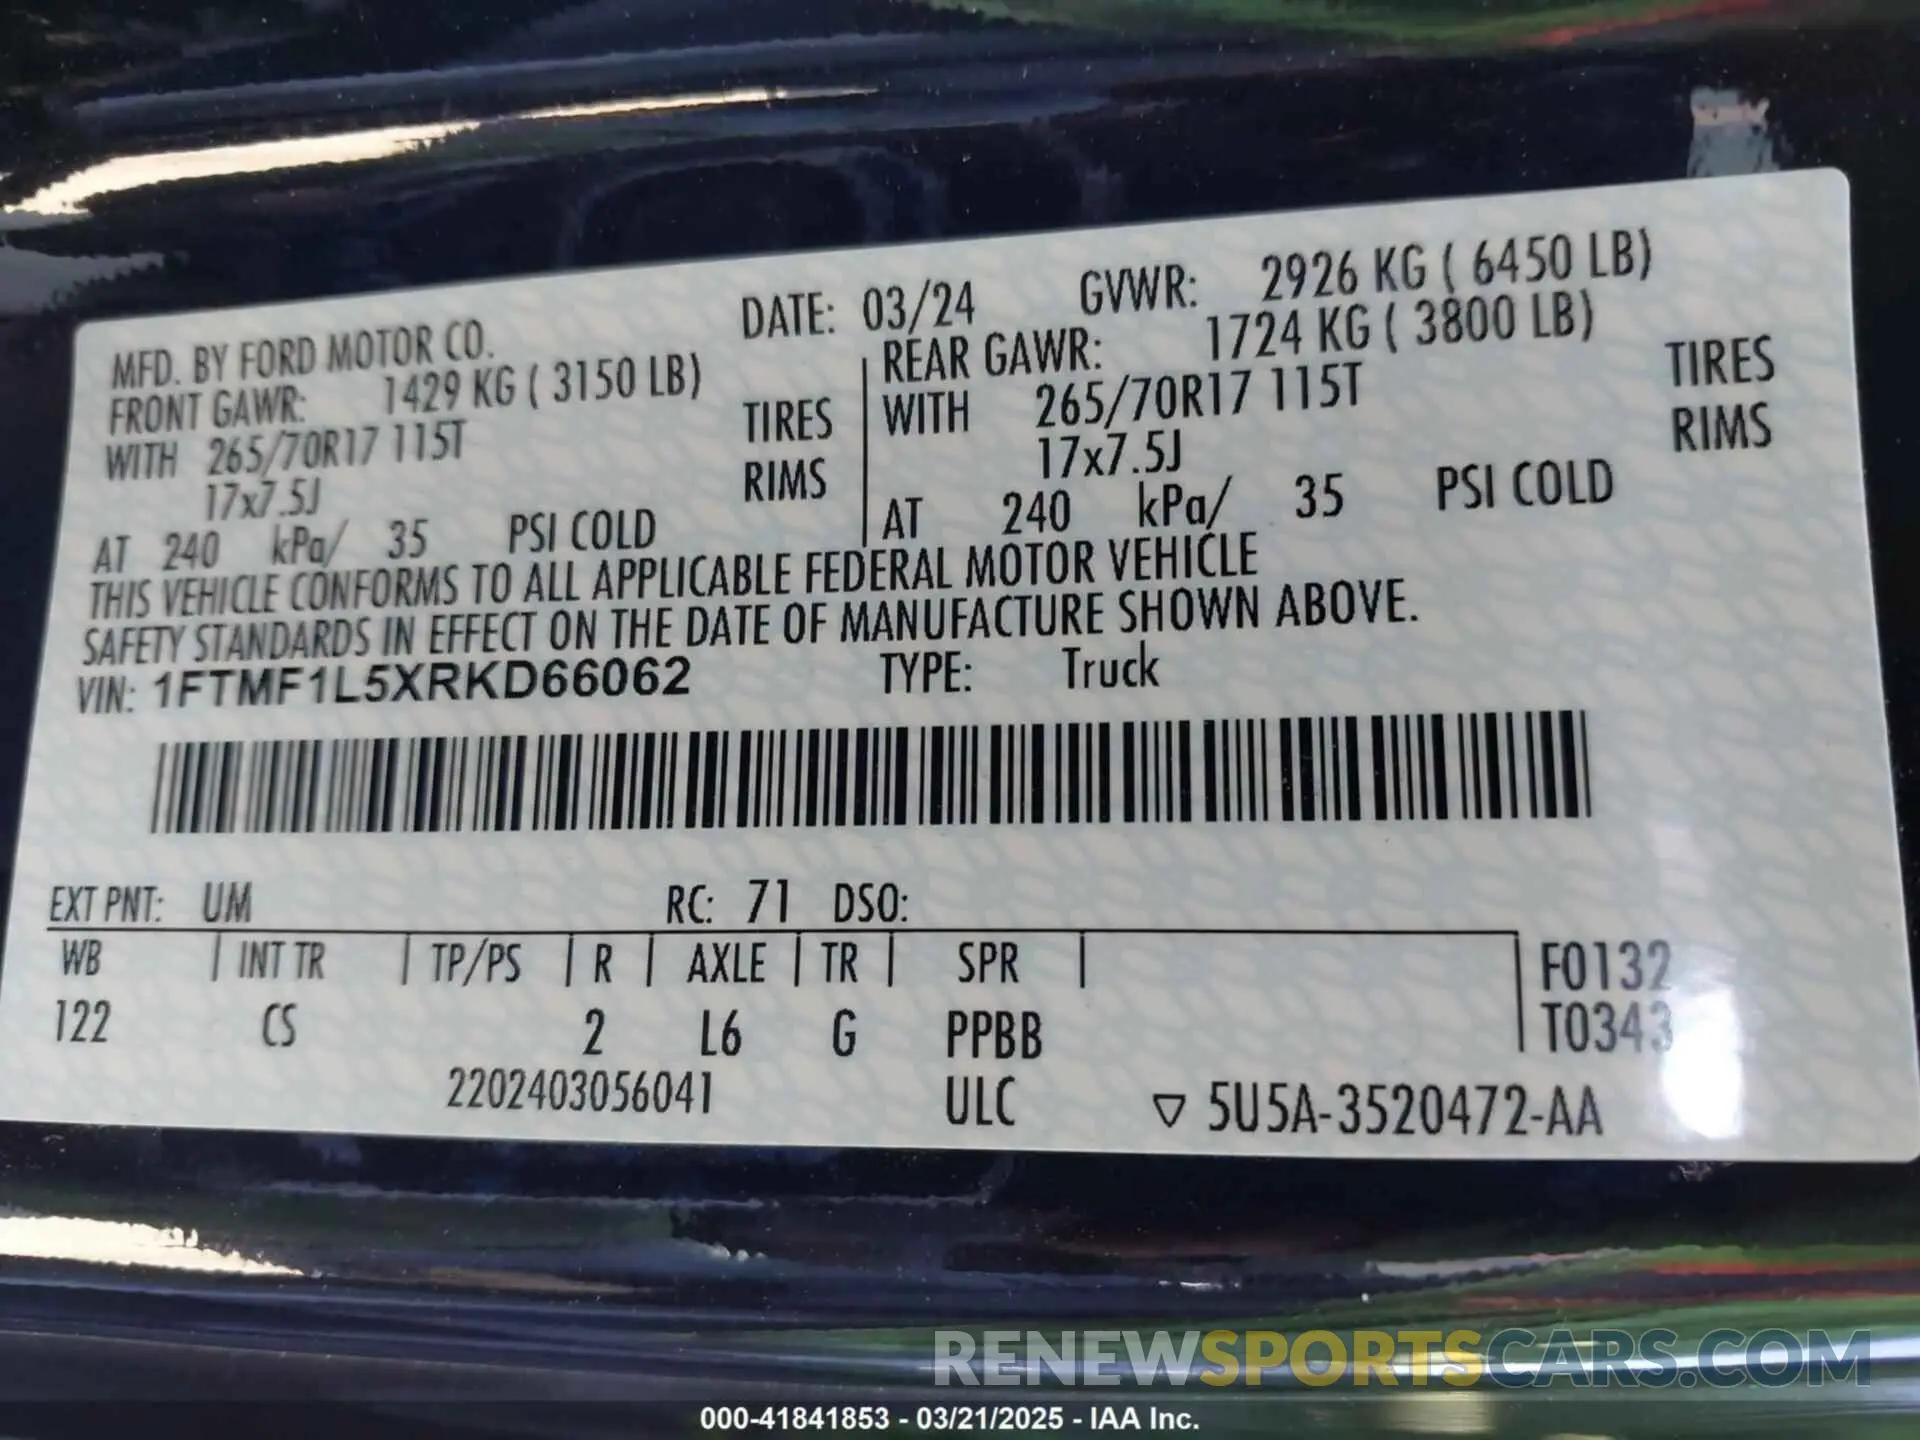 MFD. BY FORD MOTOR CO. DATE: 03/24 GVWR: 2926 KG ( 6450 LB)
FRONT GAWR: 1429 KG ( 3150 LB) REAR GAWR: 1724 KG ( 3800 LB)
WITH 265/70R17 115T TIRES WITH 265/70R17 115T TIRES
17x7.5J RIMS 17x7.5J RIMS
AT 240 kPa/ 35 PSI COLD AT 240 kPa/ 35 PSI COLD
THIS VEHICLE CONFORMS TO ALL APPLICABLE FEDERAL MOTOR VEHICLE
SAFETY STANDARDS IN EFFECT ON THE DATE OF MANUFACTURE SHOWN ABOVE.
VIN: 1FTMF1L5XRKD66062 TYPE: Truck
EXT PNT: UM RC: 71 DSO:
WB INT TR TP/PS R AXLE TR SPR F0132
122 CS 2 L6 G PPBB T0343
2202403056041 ULC ▽ 5U5A-3520472-AA
RENEWSPORTSCARS.COM
000-41841853 - 03/21/2025 - IAA Inc.